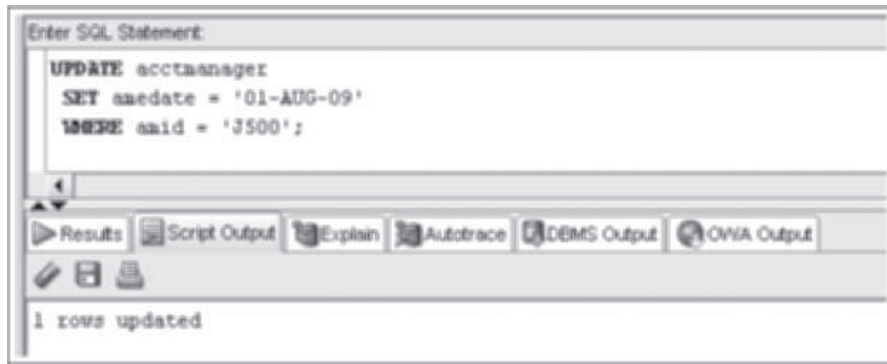 Enter SQL Statement:
UPDATE acctmanager
SET amedate = '01-AUG-09'
WHERE amid = 'J500';
Results Script Output Explain Autotrace DBMS Output OWA Output
1 rows updated